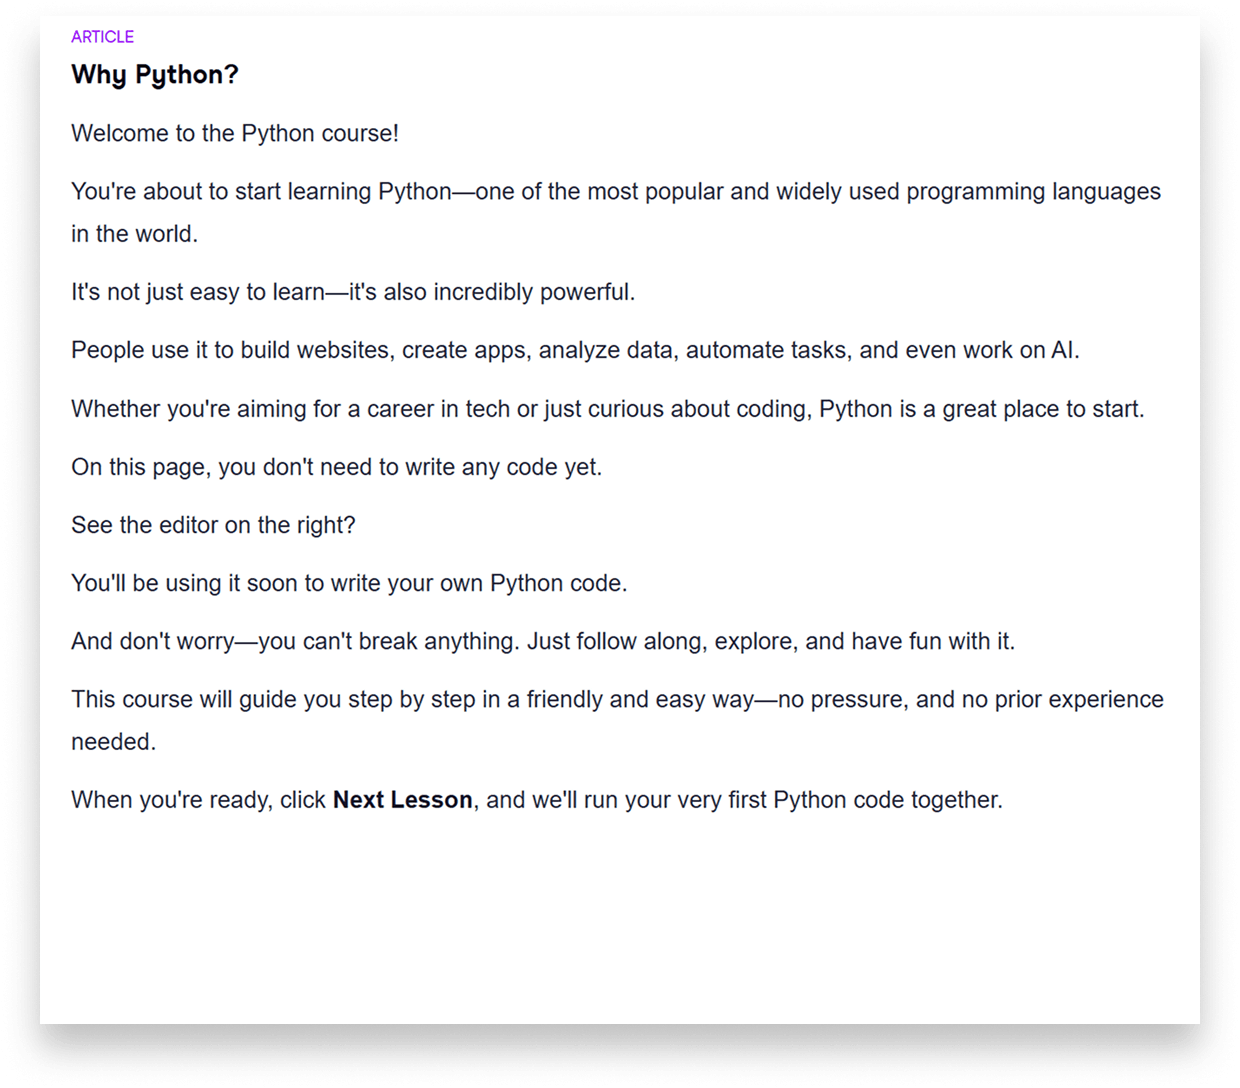 ARTICLE
Why Python?
Welcome to the Python course!
You're about to start learning Python—one of the most popular and widely used programming languages
in the world.
It's not just easy to learn—it's also incredibly powerful.
People use it to build websites, create apps, analyze data, automate tasks, and even work on AI.
Whether you're aiming for a career in tech or just curious about coding, Python is a great place to start.
On this page, you don't need to write any code yet.
See the editor on the right?
You'll be using it soon to write your own Python code.
And don't worry—you can't break anything. Just follow along, explore, and have fun with it.
This course will guide you step by step in a friendly and easy way—no pressure, and no prior experience
needed.
When you're ready, click Next Lesson, and we'll run your very first Python code together.